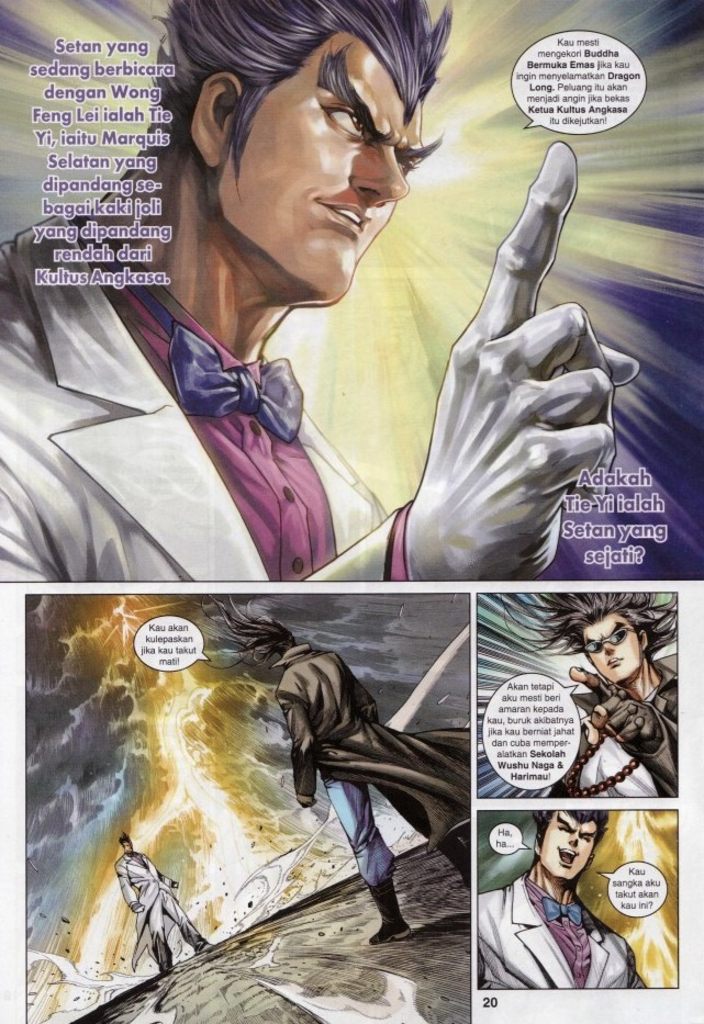 Setan yang
sedang berbicara
dengan Wong
Feng Lei ialah Tie
Yi, iaitu Marquis
Selatan yang
dipandang se-
bagai kaki joli
yang dipandang
rendah dari
Kultus Angkasa.
Kau mesti
mengekori Buddha
Bermuka Emas jika kau
ingin menyelamatkan Dragon
Long. Peluang itu akan
menjadi angin jika bekas
Ketua Kultus Angkasa
itu dikejutkan!
Adakah
Tie Yi ialah
Setan yang
sejati?
Kau akan
kulepaskan
jika kau takut
mati!
Akan tetapi
aku mesti beri
amaran kepada
kau, buruk akibatnya
jika kau berniat jahat
dan cuba memper-
alatkan Sekolah
Wushu Naga &
Harimau!
Ha,
ha...
Kau
sangka aku
takut akan
kau ini?
20